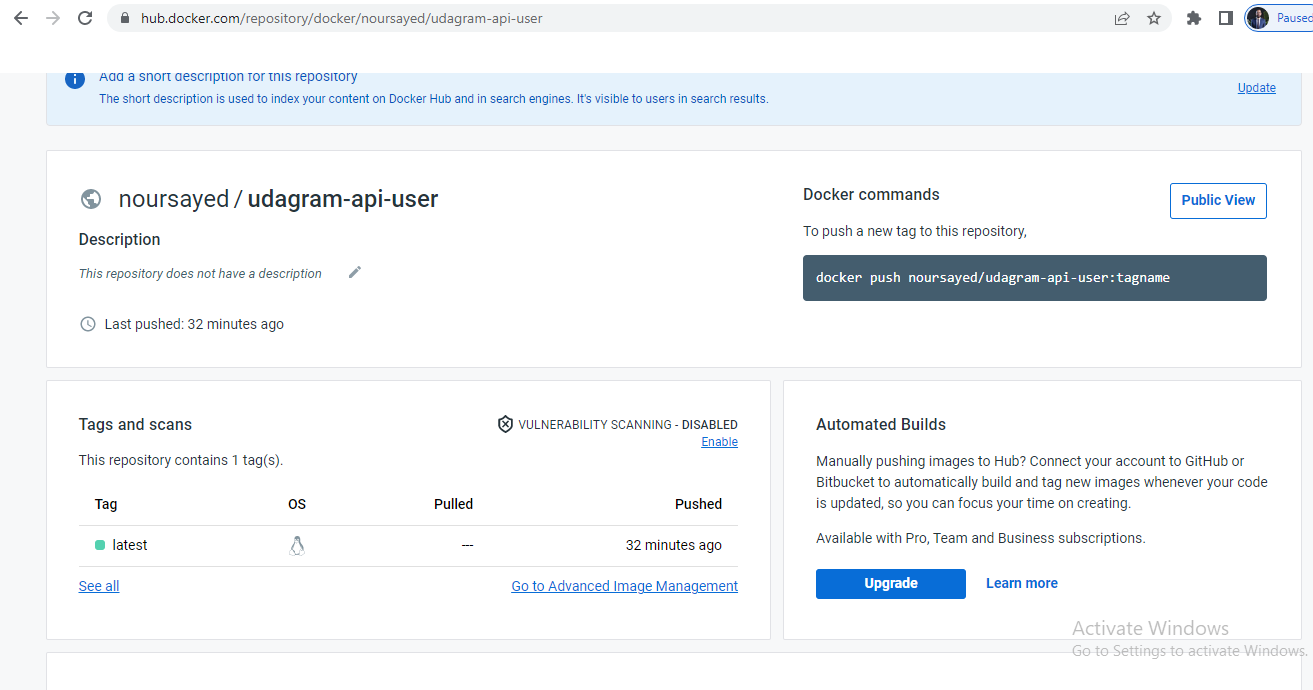 hub.docker.com/repository/docker/noursayed/udagram-api-user
Paused
Add a short description for this repository
The short description is used to index your content on Docker Hub and in search engines. It's visible to users in search results.
Update
noursayed / udagram-api-user
Description
This repository does not have a description
Last pushed: 32 minutes ago
Docker commands
Public View
To push a new tag to this repository,
docker push noursayed/udagram-api-user:tagname
Tags and scans
VULNERABILITY SCANNING - DISABLED
Enable
This repository contains 1 tag(s).
Tag OS Pulled Pushed
latest --- 32 minutes ago
See all Go to Advanced Image Management
Automated Builds
Manually pushing images to Hub? Connect your account to GitHub or
Bitbucket to automatically build and tag new images whenever your code
is updated, so you can focus your time on creating.
Available with Pro, Team and Business subscriptions.
Upgrade Learn more
Activate Windows
Go to Settings to activate Windows.